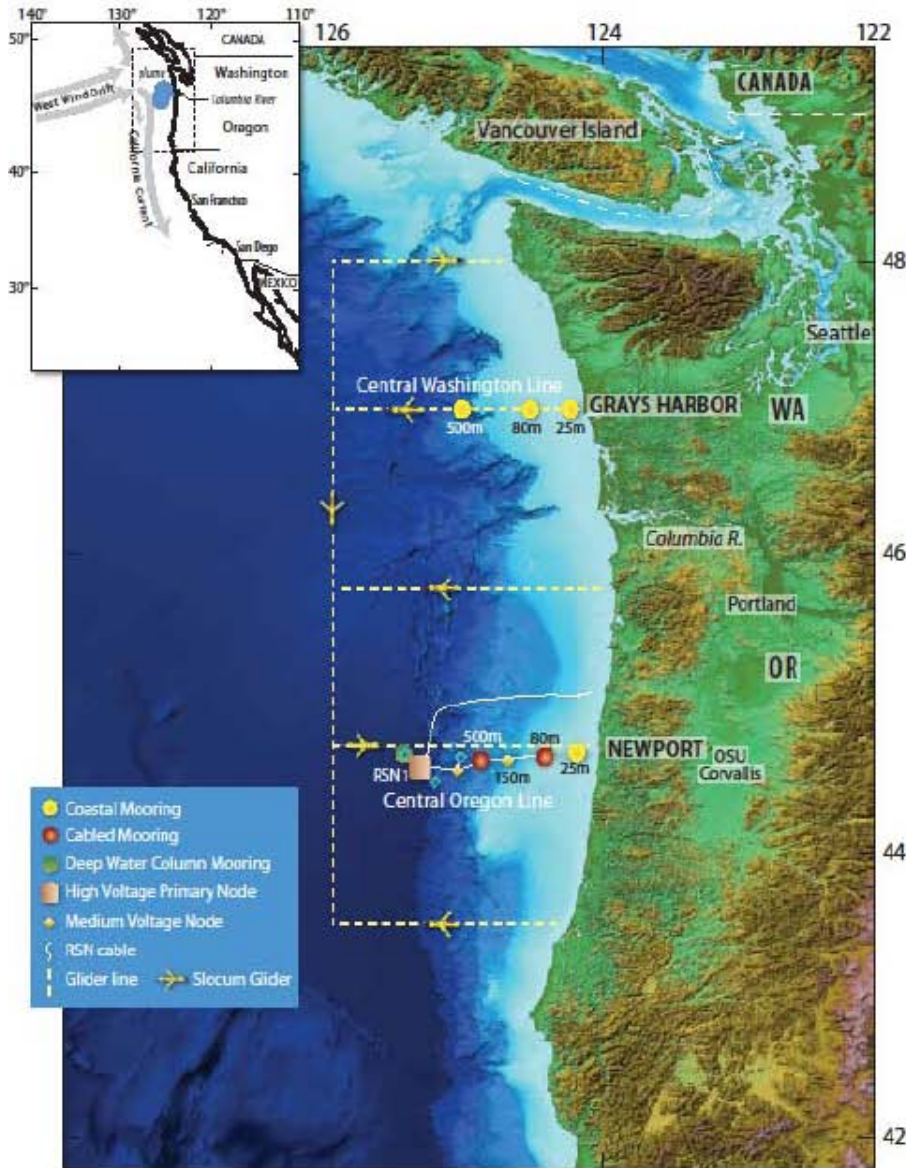 140° 130° 120° 110°
50°
40°
30°
CANADA
Washington
plume
Columbia River
West Wind Drift
Oragon
California Current
California
San Francisco
San Dego
MEXICO
126 124 122
CANADA
Vancouver Island
48
Seattle
Central Washington Line
GRAYS HARBOR
WA
500m 80m 25m
Columbia R.
46
Portland
OR
500m 80m
NEWPORT
OSU
Corvallis
RSN1
150m 25m
Central Oregon Line
44
Coastal Mooring
Cabled Mooring
Deep Water Column Mooring
High Voltage Primary Node
Medium Voltage Node
RSN cable
Glider line Slocum Glider
42